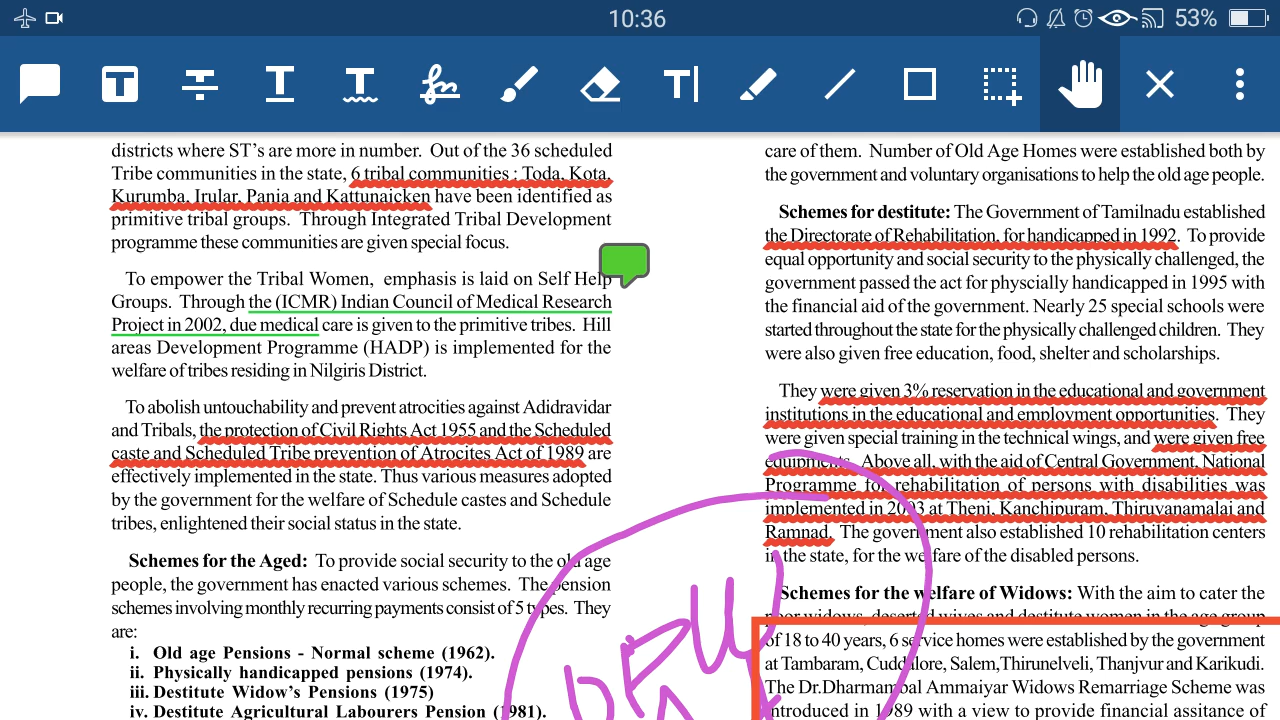 10:36
53%
districts where ST's are more in number. Out of the 36 scheduled
Tribe communities in the state, 6 tribal communities : Toda, Kota,
Kurumba, Irular, Pania and Kattunaicken have been identified as
primitive tribal groups. Through Integrated Tribal Development
programme these communities are given special focus.
To empower the Tribal Women, emphasis is laid on Self Help
Groups. Through the (ICMR) Indian Council of Medical Research
Project in 2002, due medical care is given to the primitive tribes. Hill
areas Development Programme (HADP) is implemented for the
welfare of tribes residing in Nilgiris District.
To abolish untouchability and prevent atrocities against Adidravidar
and Tribals, the protection of Civil Rights Act 1955 and the Scheduled
caste and Scheduled Tribe prevention of Atrocites Act of 1989 are
effectively implemented in the state. Thus various measures adopted
by the government for the welfare of Schedule castes and Schedule
tribes, enlightened their social status in the state.
Schemes for the Aged: To provide social security to the old age
people, the government has enacted various schemes. The pension
schemes involving monthly recurring payments consist of 5 types. They
are:
i. Old age Pensions - Normal scheme (1962).
ii. Physically handicapped pensions (1974).
iii. Destitute Widow's Pensions (1975)
iv. Destitute Agricultural Labourers Pension (1981).
care of them. Number of Old Age Homes were established both by
the government and voluntary organisations to help the old age people.
Schemes for destitute: The Government of Tamilnadu established
the Directorate of Rehabilitation, for handicapped in 1992. To provide
equal opportunity and social security to the physically challenged, the
government passed the act for physcially handicapped in 1995 with
the financial aid of the government. Nearly 25 special schools were
started throughout the state for the physically challenged children. They
were also given free education, food, shelter and scholarships.
They were given 3% reservation in the educational and government
institutions in the educational and employment opportunities. They
were given special training in the technical wings, and were given free
equipments. Above all, with the aid of Central Government, National
Programme for rehabilitation of persons with disabilities was
implemented in 2003 at Theni, Kanchipuram, Thiruvanamalai and
Ramnad. The government also established 10 rehabilitation centers
in the state, for the welfare of the disabled persons.
Schemes for the welfare of Widows: With the aim to cater the
poor widows, deserted wives and destitute women in the age group
of 18 to 40 years, 6 service homes were established by the government
at Tambaram, Cuddalore, Salem,Thirunelveli, Thanjvur and Karikudi.
The Dr.Dharmambal Ammaiyar Widows Remarriage Scheme was
introduced in 1989 with a view to provide financial assitance of